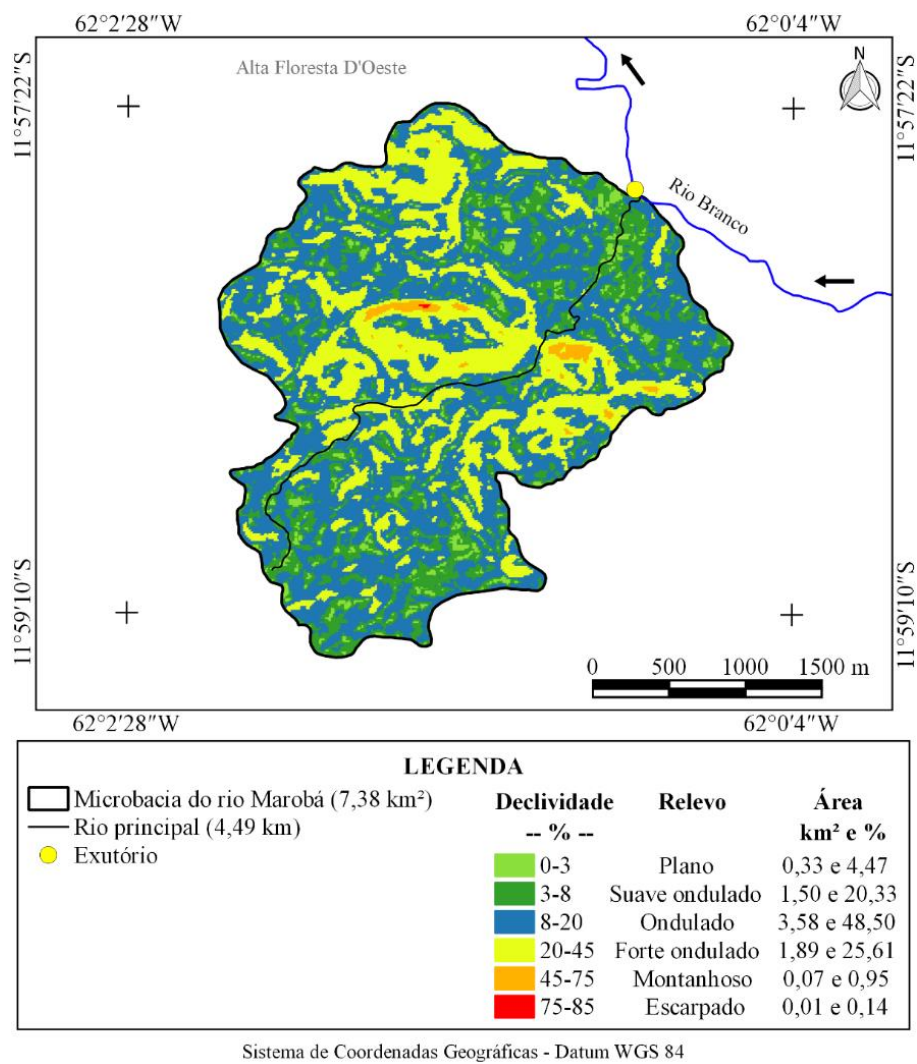 62°2'28"W 62°0'4"W
Alta Floresta D'Oeste
N
11°57'22"S 11°57'22"S
Rio Branco
11°59'10"S 11°59'10"S
0 500 1000 1500 m
62°2'28"W 62°0'4"W
LEGENDA
Microbacia do rio Marobá (7,38 km²)
Rio principal (4,49 km)
Exutório
Declividade Relevo Área
-- % -- km² e %
0-3 Plano 0,33 e 4,47
3-8 Suave ondulado 1,50 e 20,33
8-20 Ondulado 3,58 e 48,50
20-45 Forte ondulado 1,89 e 25,61
45-75 Montanhoso 0,07 e 0,95
75-85 Escarpado 0,01 e 0,14
Sistema de Coordenadas Geográficas - Datum WGS 84